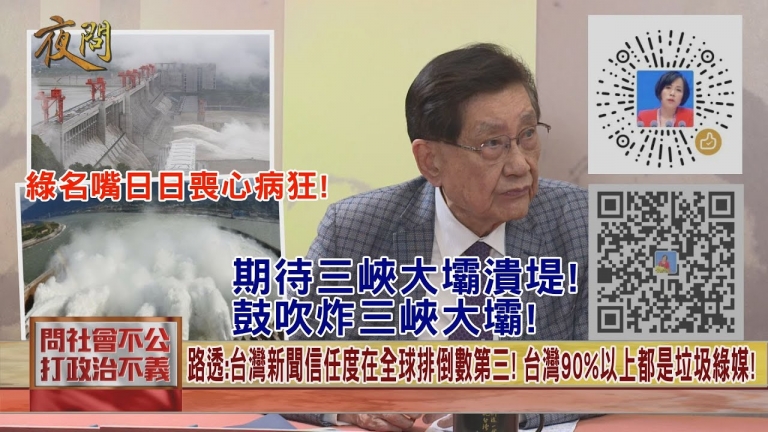 夜問
綠名嘴日日喪心病狂!
期待三峽大壩潰堤!
鼓吹炸三峽大壩!
問社會不公
打政治不義
路透:台灣新聞信任度在全球排倒數第三! 台灣90%以上都是垃圾綠媒!